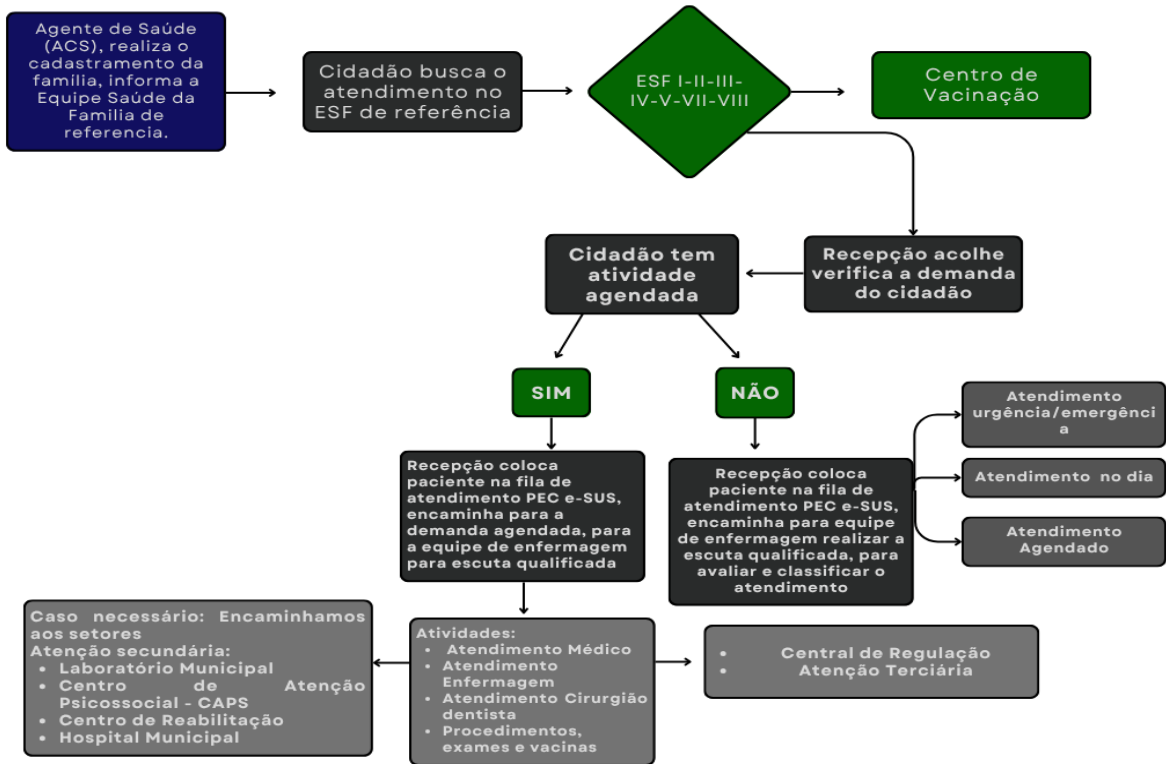 Agente de Saúde
(ACS), realiza o
cadastramento da
familia, informa a
Equipe Saúde da
Familia de
referencia.
Cidadão busca o
atendimento no
ESF de referência
ESF I-II-III-
IV-V-VII-VIII
Centro de
Vacinação
Recepção acolhe
verifica a demanda
do cidadão
Cidadão tem
atividade
agendada
SIM
NÃO
Recepção coloca
paciente na fila de
atendimento PEC e-SUS,
encaminha para a
demanda agendada, para
a equipe de enfermagem
para escuta qualificada
Recepção coloca
paciente na fila de
atendimento PEC e-SUS,
encaminha para equipe
de enfermagem realizar a
escuta qualificada, para
avaliar e classificar o
atendimento
Atendimento
urgência/emergênci
a
Atendimento no dia
Atendimento
Agendado
Caso necessário: Encaminhamos
aos setores
Atenção secundária:
• Laboratório Municipal
• Centro de Atenção
Psicossocial - CAPS
• Centro de Reabilitação
• Hospital Municipal
Atividades:
• Atendimento Médico
• Atendimento
Enfermagem
• Atendimento Cirurgião
dentista
• Procedimentos,
exames e vacinas
• Central de Regulação
• Atenção Terciária